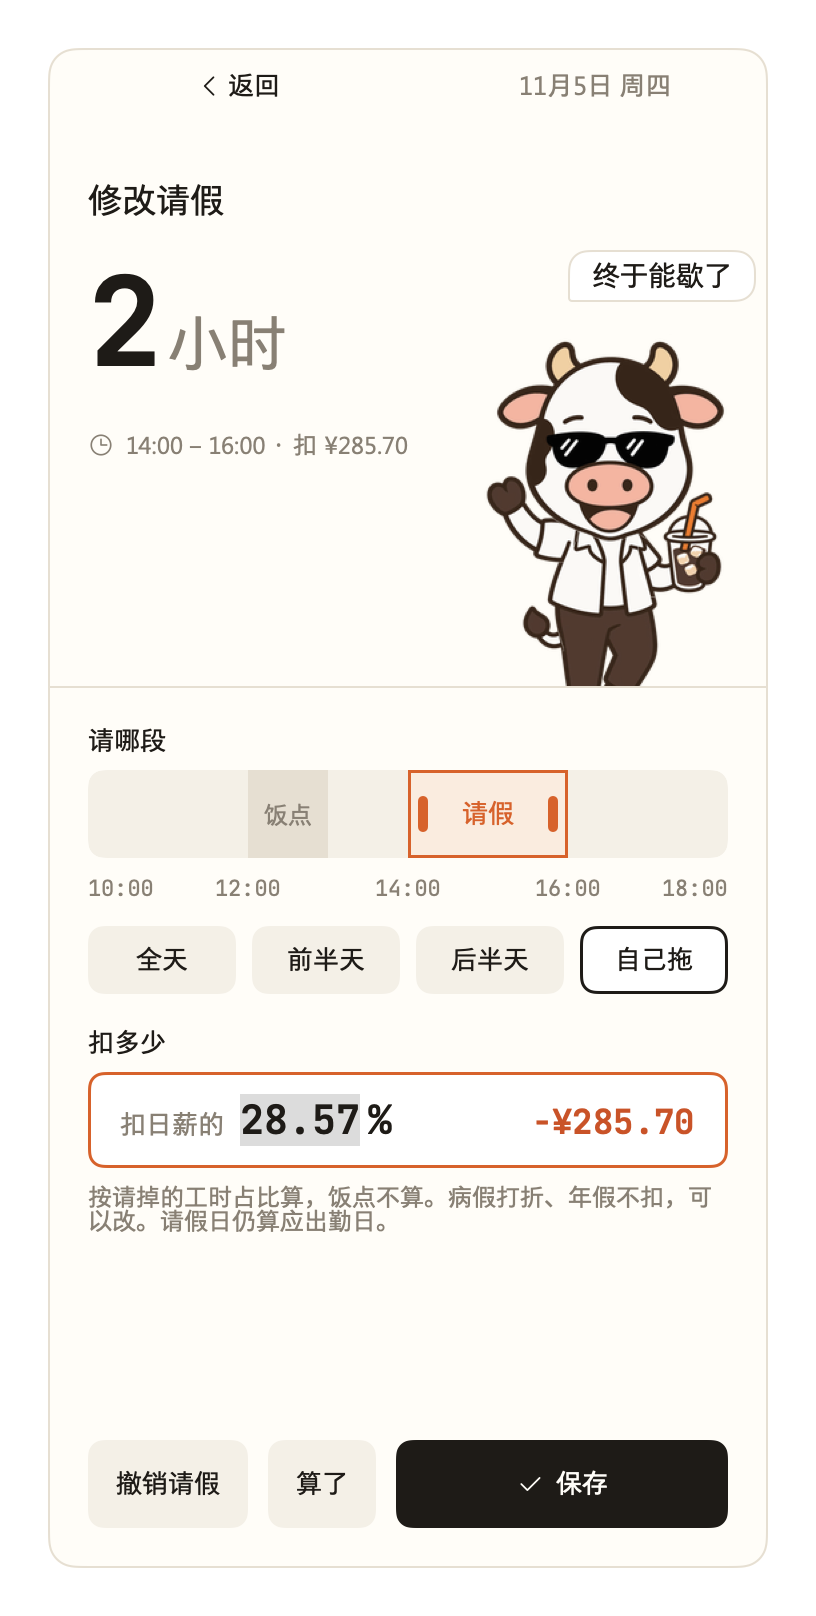 返回
11月5日 周四
修改请假
终于能歇了
2小时
14:00 – 16:00 · 扣 ¥285.70
请哪段
饭点
请假
10:00 12:00 14:00 16:00 18:00
全天 前半天 后半天 自己拖
扣多少
扣日薪的 28.57% -¥285.70
按请掉的工时占比算，饭点不算。病假打折、年假不扣，可
以改。请假日仍算应出勤日。
撤销请假 算了 保存